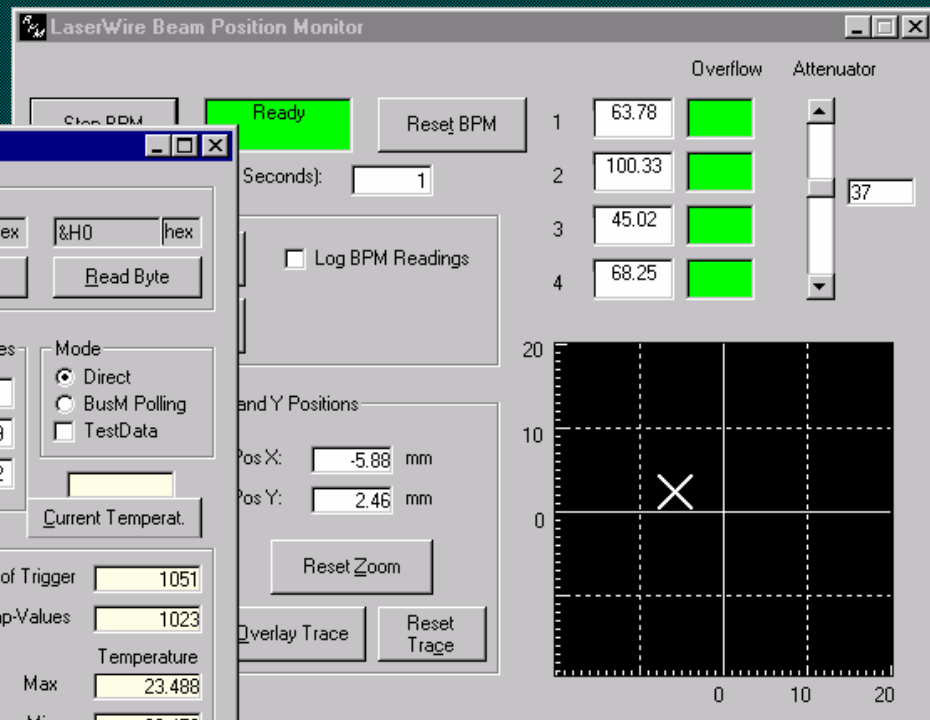 LaserWire Beam Position Monitor
Overflow
Attenuator
Stop BPM
Ready
Reset BPM
1
63.78
2
100.33
3
45.02
4
68.25
37
Seconds):
1
Log BPM Readings
ex
&H0
hex
Read Byte
es
Mode
Direct
BusM Polling
TestData
9
2
Current Temperat.
and Y Positions
Pos X:
-5.88
mm
Pos Y:
2.46
mm
Reset Zoom
Overlay Trace
Reset
Trace
of Trigger
1051
p-Values
1023
Temperature
Max
23.488
20
10
0
0
10
20